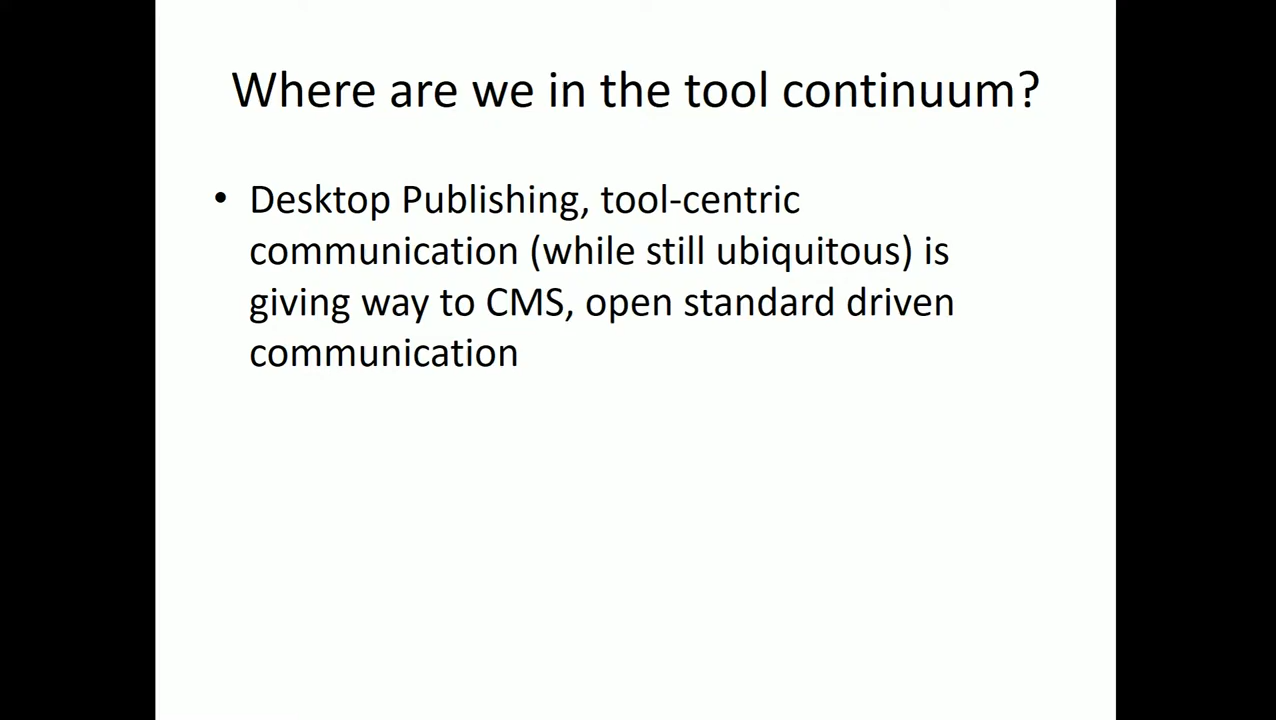 Where are we in the tool continuum?
• Desktop Publishing, tool-centric
communication (while still ubiquitous) is
giving way to CMS, open standard driven
communication